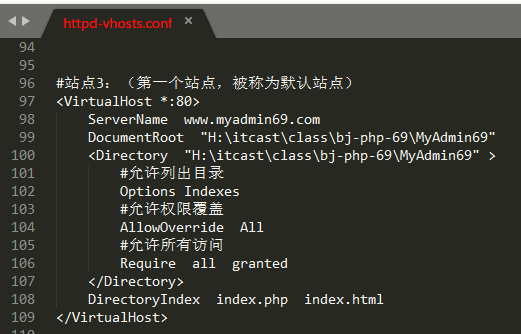 httpd-vhosts.conf ×
94
95
96 #站点3：（第一个站点，被称为默认站点）
97 <VirtualHost *:80>
98 ServerName www.myadmin69.com
99 DocumentRoot "H:\itcast\class\bj-php-69\MyAdmin69"
100 <Directory "H:\itcast\class\bj-php-69\MyAdmin69" >
101 #允许列出目录
102 Options Indexes
103 #允许权限覆盖
104 AllowOverride All
105 #允许所有访问
106 Require all granted
107 </Directory>
108 DirectoryIndex index.php index.html
109 </VirtualHost>
110